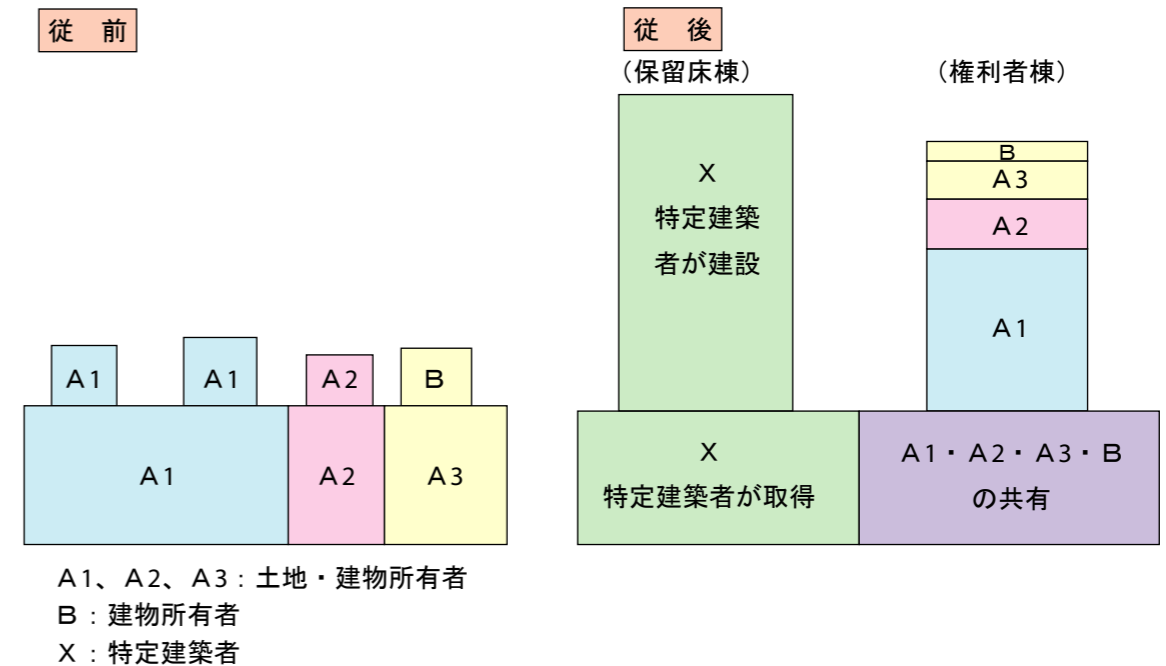 従 前
A1
A1
A2
B
A1
A2
A3
A1、A2、A3：土地・建物所有者
B：建物所有者
X：特定建築者
従 後
（保留床棟）
（権利者棟）
X
特定建築
者が建設
B
A3
A2
A1
X
特定建築者が取得
A1・A2・A3・B
の共有